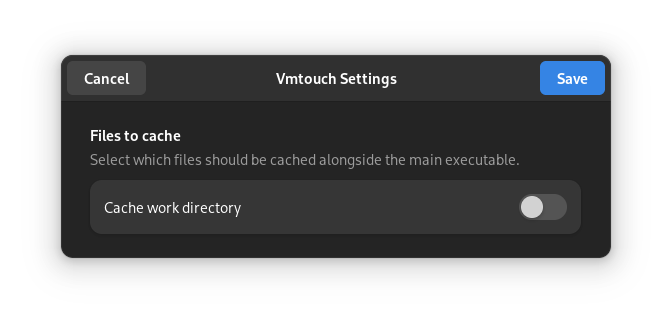 Cancel
Vmtouch Settings
Save
Files to cache
Select which files should be cached alongside the main executable.
Cache work directory